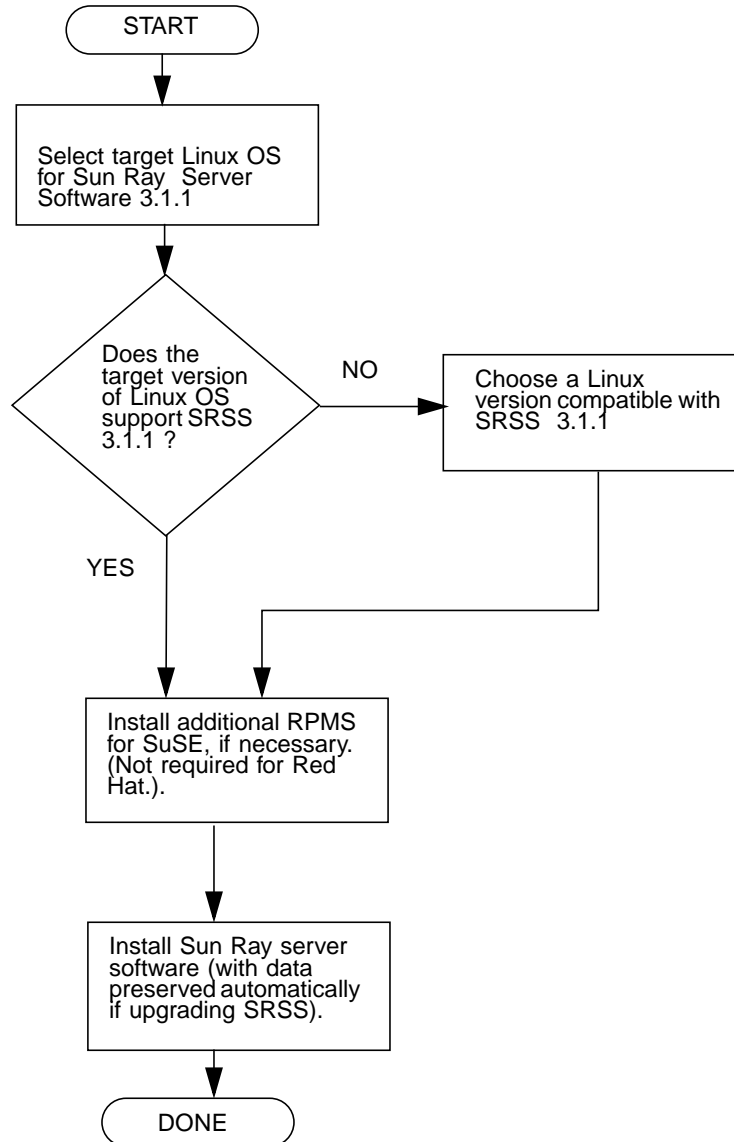 START
Select target Linux OS
for Sun Ray Server
Software 3.1.1
Does the
target version
of Linux OS
support SRSS
3.1.1 ?
NO
Choose a Linux
version compatible with
SRSS 3.1.1
YES
Install additional RPMS
for SuSE, if necessary.
(Not required for Red
Hat.).
Install Sun Ray server
software (with data
preserved automatically
if upgrading SRSS).
DONE